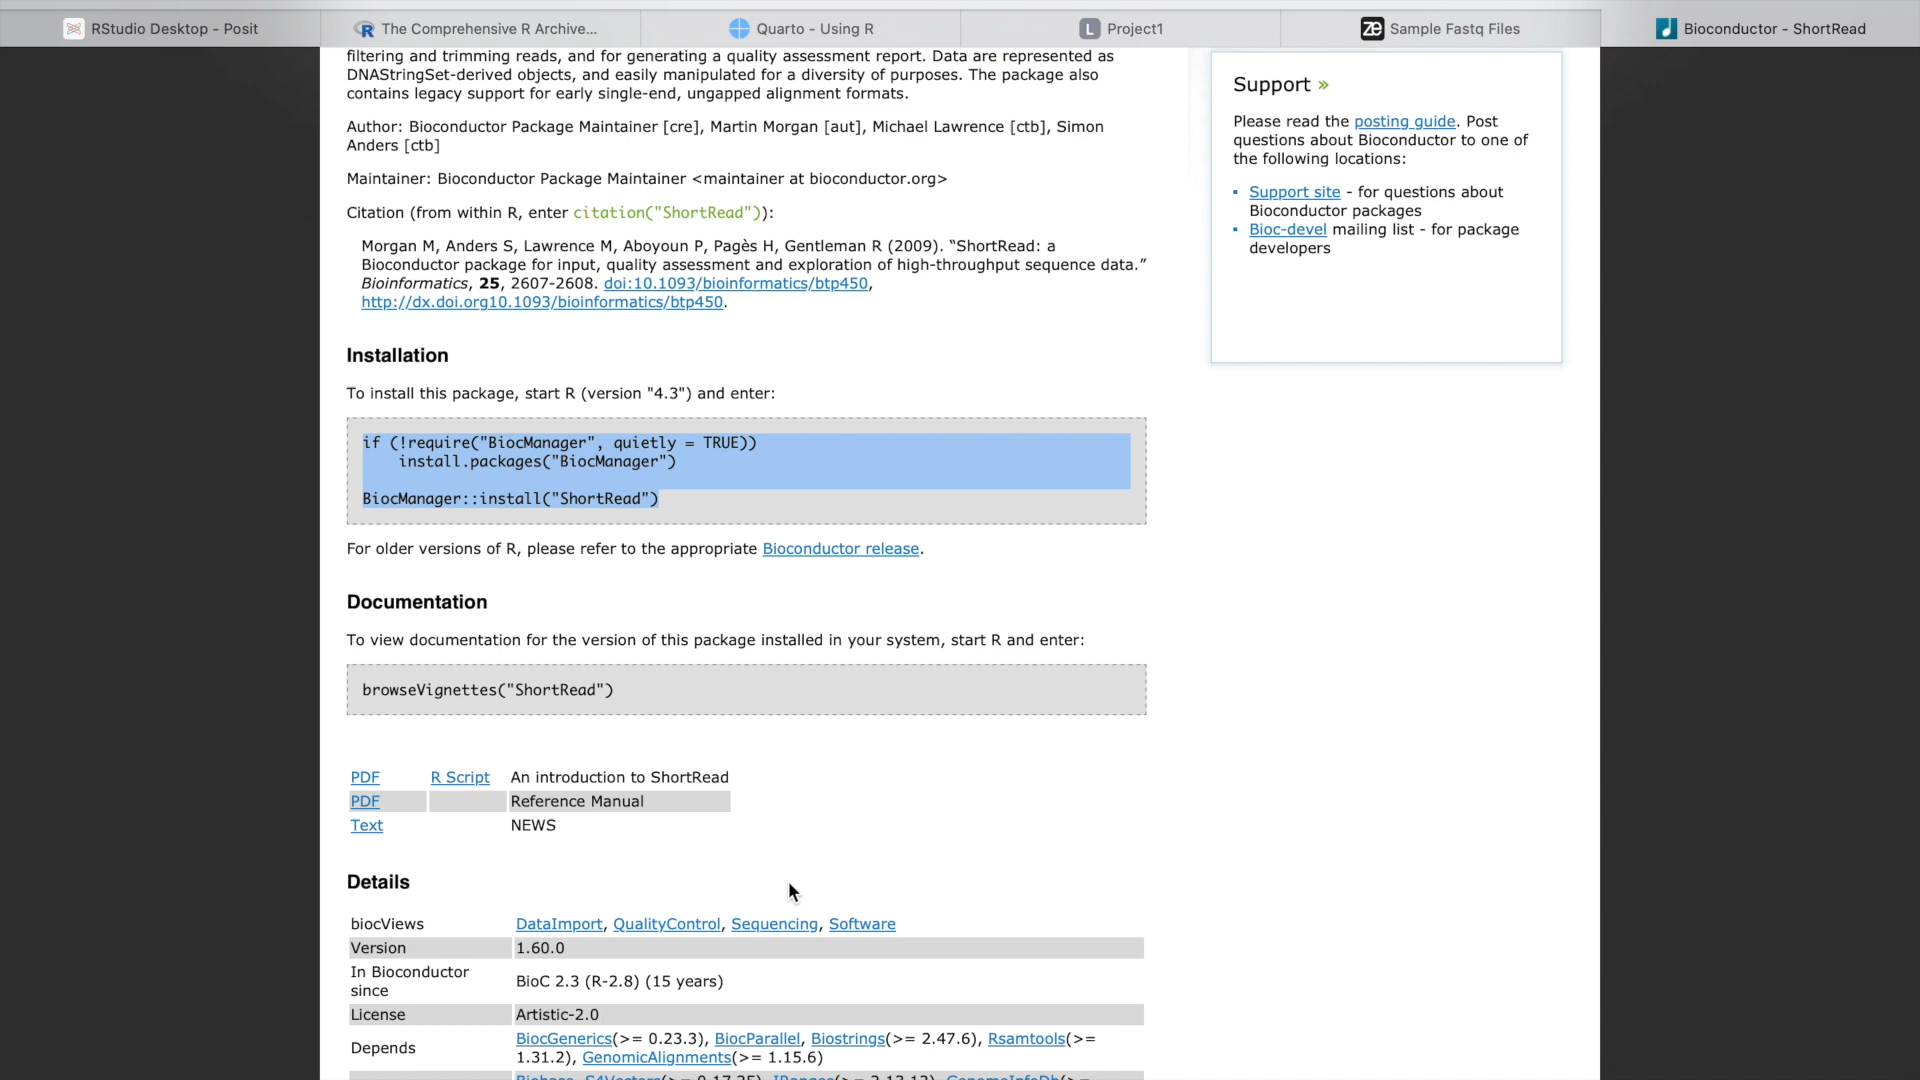 RStudio Desktop - Posit
The Comprehensive R Archive...
Quarto - Using R
L Project1
Sample Fastq Files
Bioconductor - ShortRead
filtering and trimming reads, and for generating a quality assessment report. Data are represented as
DNAStringSet-derived objects, and easily manipulated for a diversity of purposes. The package also
contains legacy support for early single-end, ungapped alignment formats.
Author: Bioconductor Package Maintainer [cre], Martin Morgan [aut], Michael Lawrence [ctb], Simon
Anders [ctb]
Maintainer: Bioconductor Package Maintainer <maintainer at bioconductor.org>
Citation (from within R, enter citation("ShortRead")):
Morgan M, Anders S, Lawrence M, Aboyoun P, Pagès H, Gentleman R (2009). “ShortRead: a
Bioconductor package for input, quality assessment and exploration of high-throughput sequence data.”
Bioinformatics, 25, 2607-2608. doi:10.1093/bioinformatics/btp450,
http://dx.doi.org10.1093/bioinformatics/btp450.
Installation
To install this package, start R (version "4.3") and enter:
if (!require("BiocManager", quietly = TRUE))
install.packages("BiocManager")
BiocManager::install("ShortRead")
For older versions of R, please refer to the appropriate Bioconductor release.
Documentation
To view documentation for the version of this package installed in your system, start R and enter:
browseVignettes("ShortRead")
PDF R Script An introduction to ShortRead
PDF Reference Manual
Text NEWS
Details
biocViews DataImport, QualityControl, Sequencing, Software
Version 1.60.0
In Bioconductor
since
BioC 2.3 (R-2.8) (15 years)
License Artistic-2.0
Depends
BiocGenerics(>= 0.23.3), BiocParallel, Biostrings(>= 2.47.6), Rsamtools(>=
1.31.2), GenomicAlignments(>= 1.15.6)
Biobase, S4Vectors(>= 0.17.25), IRanges(>= 2.13.12), GenomeInfoDb(>=
Support »
Please read the posting guide. Post
questions about Bioconductor to one of
the following locations:
Support site - for questions about
Bioconductor packages
Bioc-devel mailing list - for package
developers